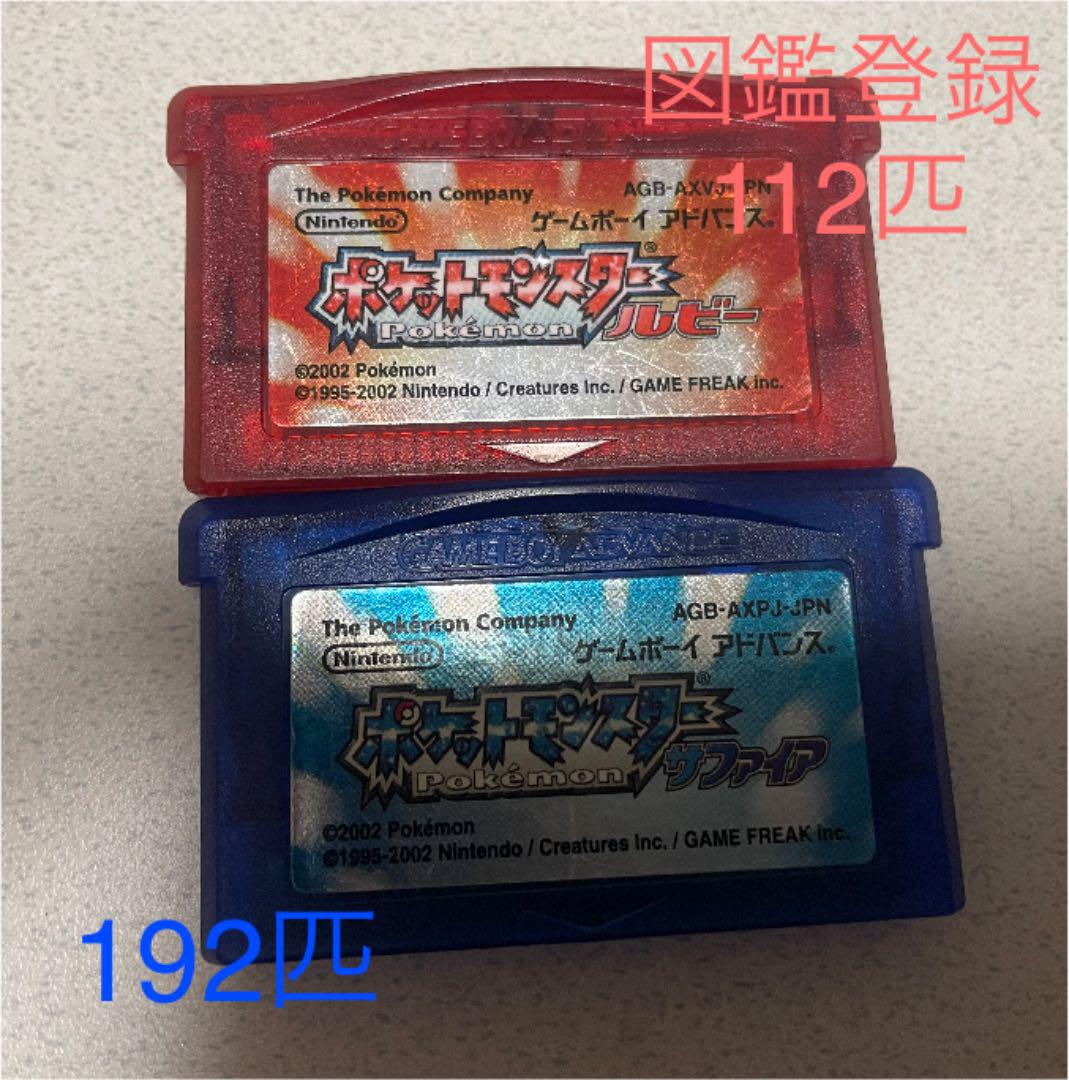 図鑑登録
112匹
GAME BOY ADVANCE
The Pokémon Company
AGB-AXVJ-JPN
Nintendo
ゲームボーイ アドバンス®
ポケットモンスター®
Pokémon
ルビー
©2002 Pokémon
©1995-2002 Nintendo / Creatures Inc. / GAME FREAK inc.
GAME BOY ADVANCE
The Pokémon Company
AGB-AXPJ-JPN
Nintendo
ゲームボーイ アドバンス®
ポケットモンスター®
Pokémon
サファイア
©2002 Pokémon
©1995-2002 Nintendo / Creatures Inc. / GAME FREAK inc.
192匹